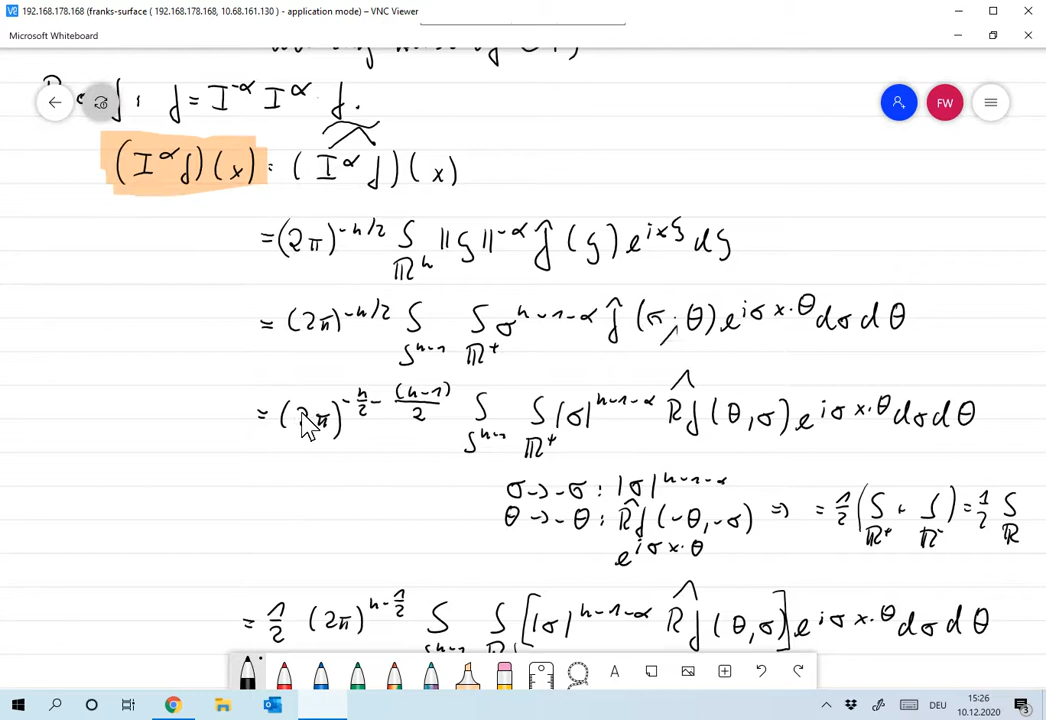 192.168.178.168 (franks-surface ( 192.168.178.168, 10.68.161.130 ) - application mode) – VNC Viewer
Microsoft Whiteboard
f = I^{-α} I^α f.
FW
(I^α f)(x) = (I^α f)(x)
= (2π)^{-n/2} ∫_{ℝ^n} ||ξ||^{-α} f̂(ξ) e^{ixξ} dξ
= (2π)^{-n/2} ∫_{S^{n-1}} ∫_{ℝ^+} σ^{n-1-α} f̂(σ·θ) e^{iσx·θ} dσ dθ
= (2π)^{-n/2 - (n-1)/2} ∫_{S^{n-1}} ∫_{ℝ^+} |σ|^{n-1-α} R̂f(θ,σ) e^{iσx·θ} dσ dθ
σ → -σ : |σ|^{n-1-α}
θ → -θ : R̂f(-θ,-σ) ⇒ = 1/2 (∫_{ℝ^+} + ∫_{ℝ^-}) = 1/2 ∫_ℝ
e^{iσx·θ}
= 1/2 (2π)^{n-1/2} ∫ ∫ [|σ|^{n-1-α} R̂f(θ,σ)] e^{iσx·θ} dσ dθ
A
DEU
15:26
10.12.2020
3